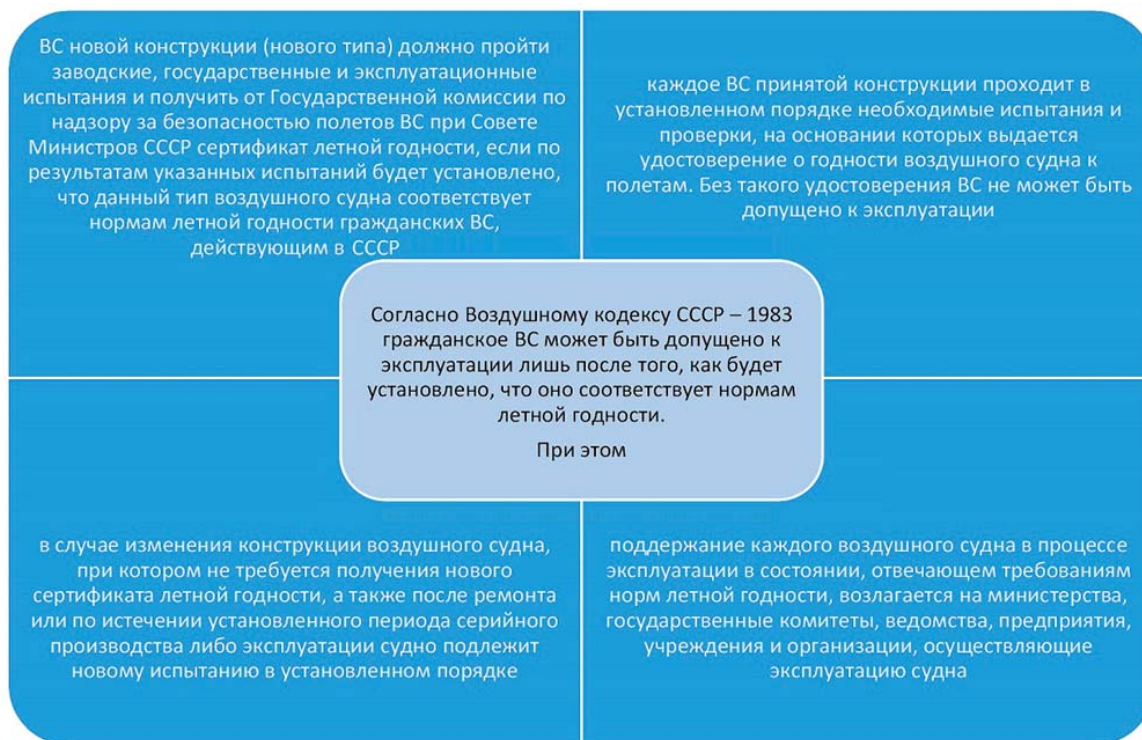 ВС новой конструкции (нового типа) должно пройти
заводские, государственные и эксплуатационные
испытания и получить от Государственной комиссии по
надзору за безопасностью полетов ВС при Совете
Министров СССР сертификат летной годности, если по
результатам указанных испытаний будет установлено,
что данный тип воздушного судна соответствует
нормам летной годности гражданских ВС,
действующим в СССР
каждое ВС принятой конструкции проходит в
установленном порядке необходимые испытания и
проверки, на основании которых выдается
удостоверение о годности воздушного судна к
полетам. Без такого удостоверения ВС не может быть
допущено к эксплуатации
Согласно Воздушному кодексу СССР – 1983
гражданское ВС может быть допущено к
эксплуатации лишь после того, как будет
установлено, что оно соответствует нормам
летной годности.
При этом
в случае изменения конструкции воздушного судна,
при котором не требуется получения нового
сертификата летной годности, а также после ремонта
или по истечении установленного периода серийного
производства либо эксплуатации судно подлежит
новому испытанию в установленном порядке
поддержание каждого воздушного судна в процессе
эксплуатации в состоянии, отвечающем требованиям
норм летной годности, возлагается на министерства,
государственные комитеты, ведомства, предприятия,
учреждения и организации, осуществляющие
эксплуатацию судна